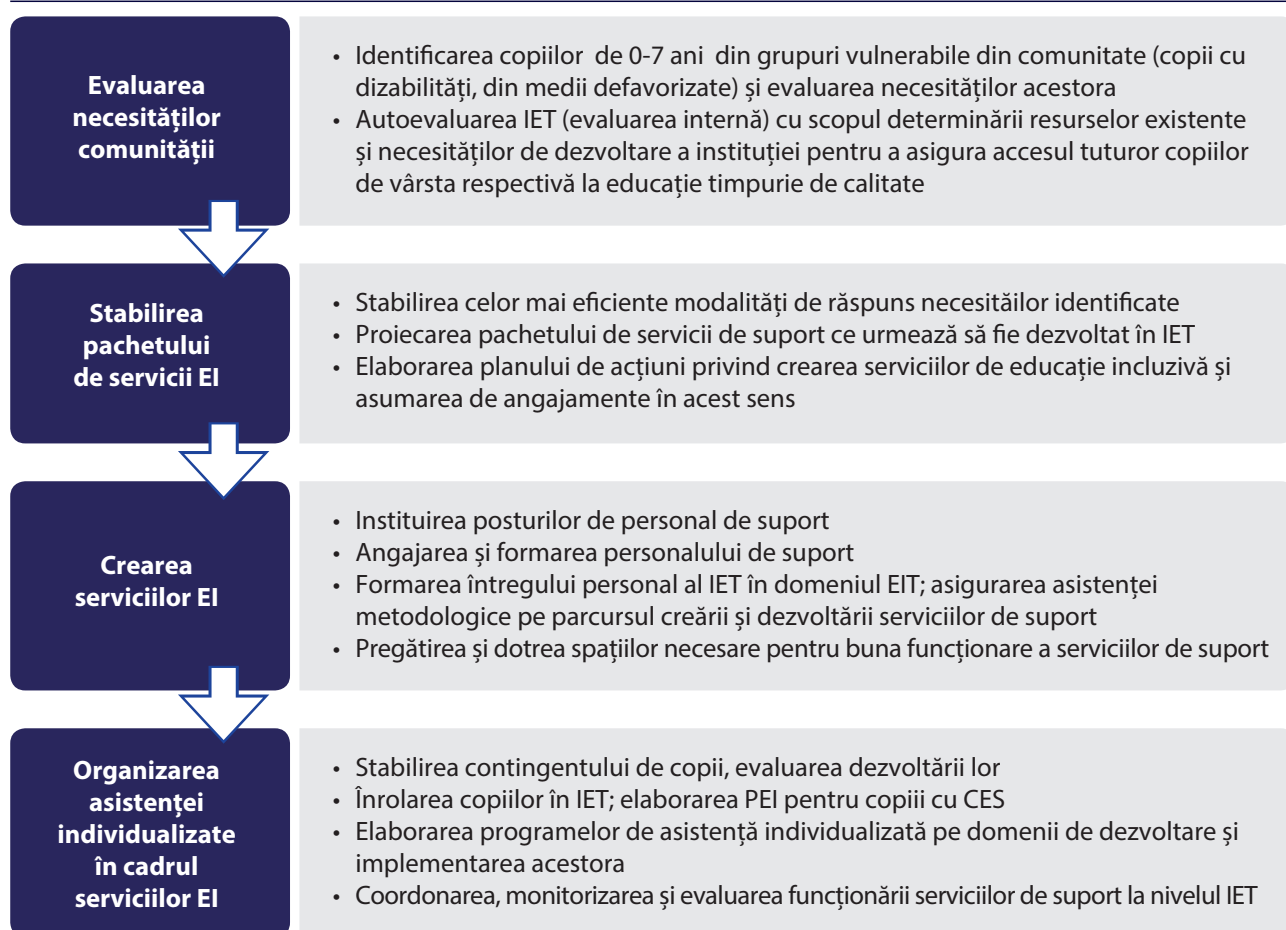 Evaluarea
necesităților
comunității
• Identificarea copiilor de 0-7 ani din grupuri vulnerabile din comunitate (copii cu
dizabilități, din medii defavorizate) și evaluarea necesităților acestora
• Autoevaluarea IET (evaluarea internă) cu scopul determinării resurselor existente
și necesităților de dezvoltare a instituției pentru a asigura accesul tuturor copiilor
de vârsta respectivă la educație timpurie de calitate
Stabilirea
pachetului
de servicii EI
• Stabilirea celor mai eficiente modalități de răspuns necesităilor identificate
• Proiecarea pachetului de servicii de suport ce urmează să fie dezvoltat în IET
• Elaborarea planului de acțiuni privind crearea serviciilor de educație incluzivă și
asumarea de angajamente în acest sens
Crearea
serviciilor EI
• Instituirea posturilor de personal de suport
• Angajarea și formarea personalului de suport
• Formarea întregului personal al IET în domeniul EIT; asigurarea asistenței
metodologice pe parcursul creării și dezvoltării serviciilor de suport
• Pregătirea și dotrea spațiilor necesare pentru buna funcționare a serviciilor de suport
Organizarea
asistenței
individualizate
în cadrul
serviciilor EI
• Stabilirea contingentului de copii, evaluarea dezvoltării lor
• Înrolarea copiilor în IET; elaborarea PEI pentru copiii cu CES
• Elaborarea programelor de asistență individualizată pe domenii de dezvoltare și
implementarea acestora
• Coordonarea, monitorizarea și evaluarea funcționării serviciilor de suport la nivelul IET